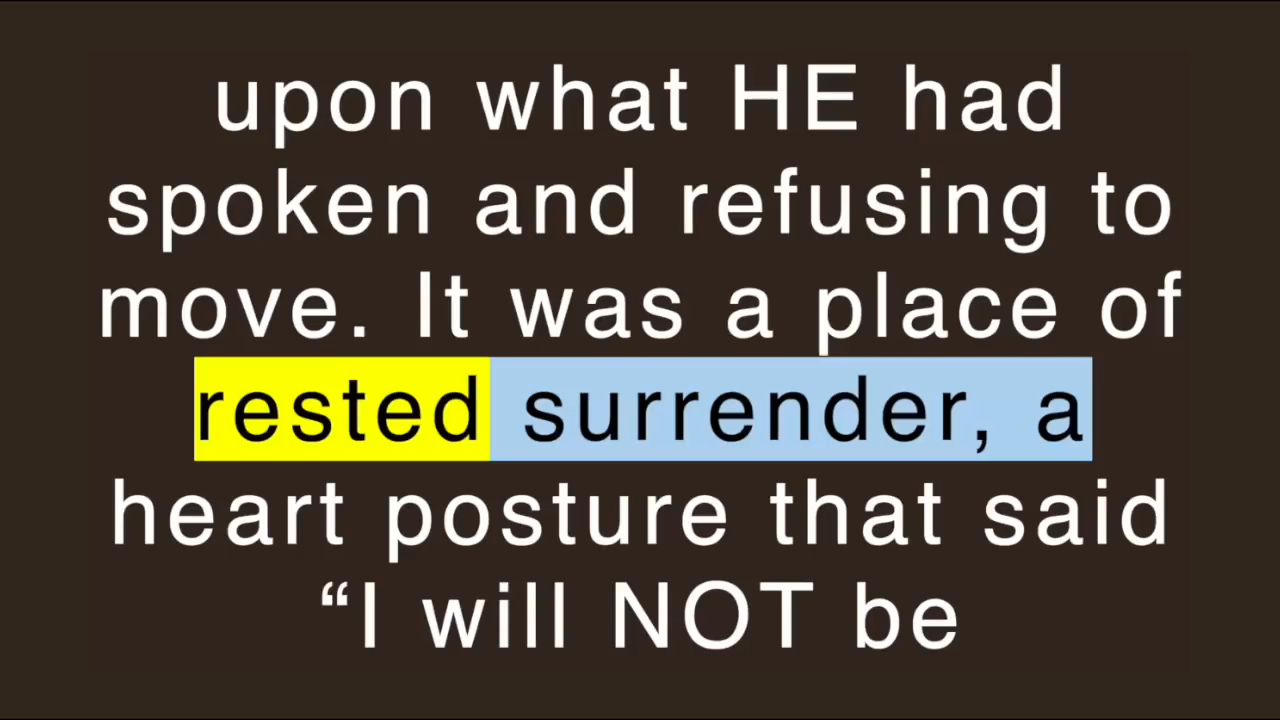 upon what HE had
spoken and refusing to
move. It was a place of
rested surrender, a
heart posture that said
“I will NOT be